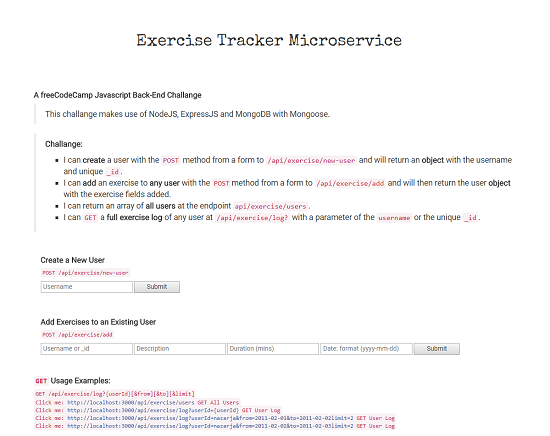 Exercise Tracker Microservice
A freeCodeCamp Javascript Back-End Challange
This challange makes use of NodeJS, ExpressJS and MongoDB with Mongoose.
Challange:
I can create a user with the POST method from a form to /api/exercise/new-user and will return an object with the username
and unique _id.
I can add an exercise to any user with the POST method from a form to /api/exercise/add and will then return the user object
with the exercise fields added.
I can return an array of all users at the endpoint api/exercise/users.
I can GET a full exercise log of any user at /api/exercise/log? with a parameter of the username or the unique _id.
Create a New User
POST /api/exercise/new-user
Username Submit
Add Exercises to an Existing User
POST /api/exercise/add
Username or _id Description Duration (mins) Date: format (yyyy-mm-dd) Submit
GET Usage Examples:
GET /api/exercise/log?{userId}[&from][&to][&limit]
Click me: http://localhost:3000/api/exercise/users GET All Users
Click me: http://localhost:3000/api/exercise/log?userId={userId} GET User Log
Click me: http://localhost:3000/api/exercise/log?userId=nasarja&from=2011-02-01&to=2011-02-02limit=2 GET User Log
Click me: http://localhost:3000/api/exercise/log?userId=nasarja&from=2011-02-02&to=2011-02-03limit=2 GET User Log